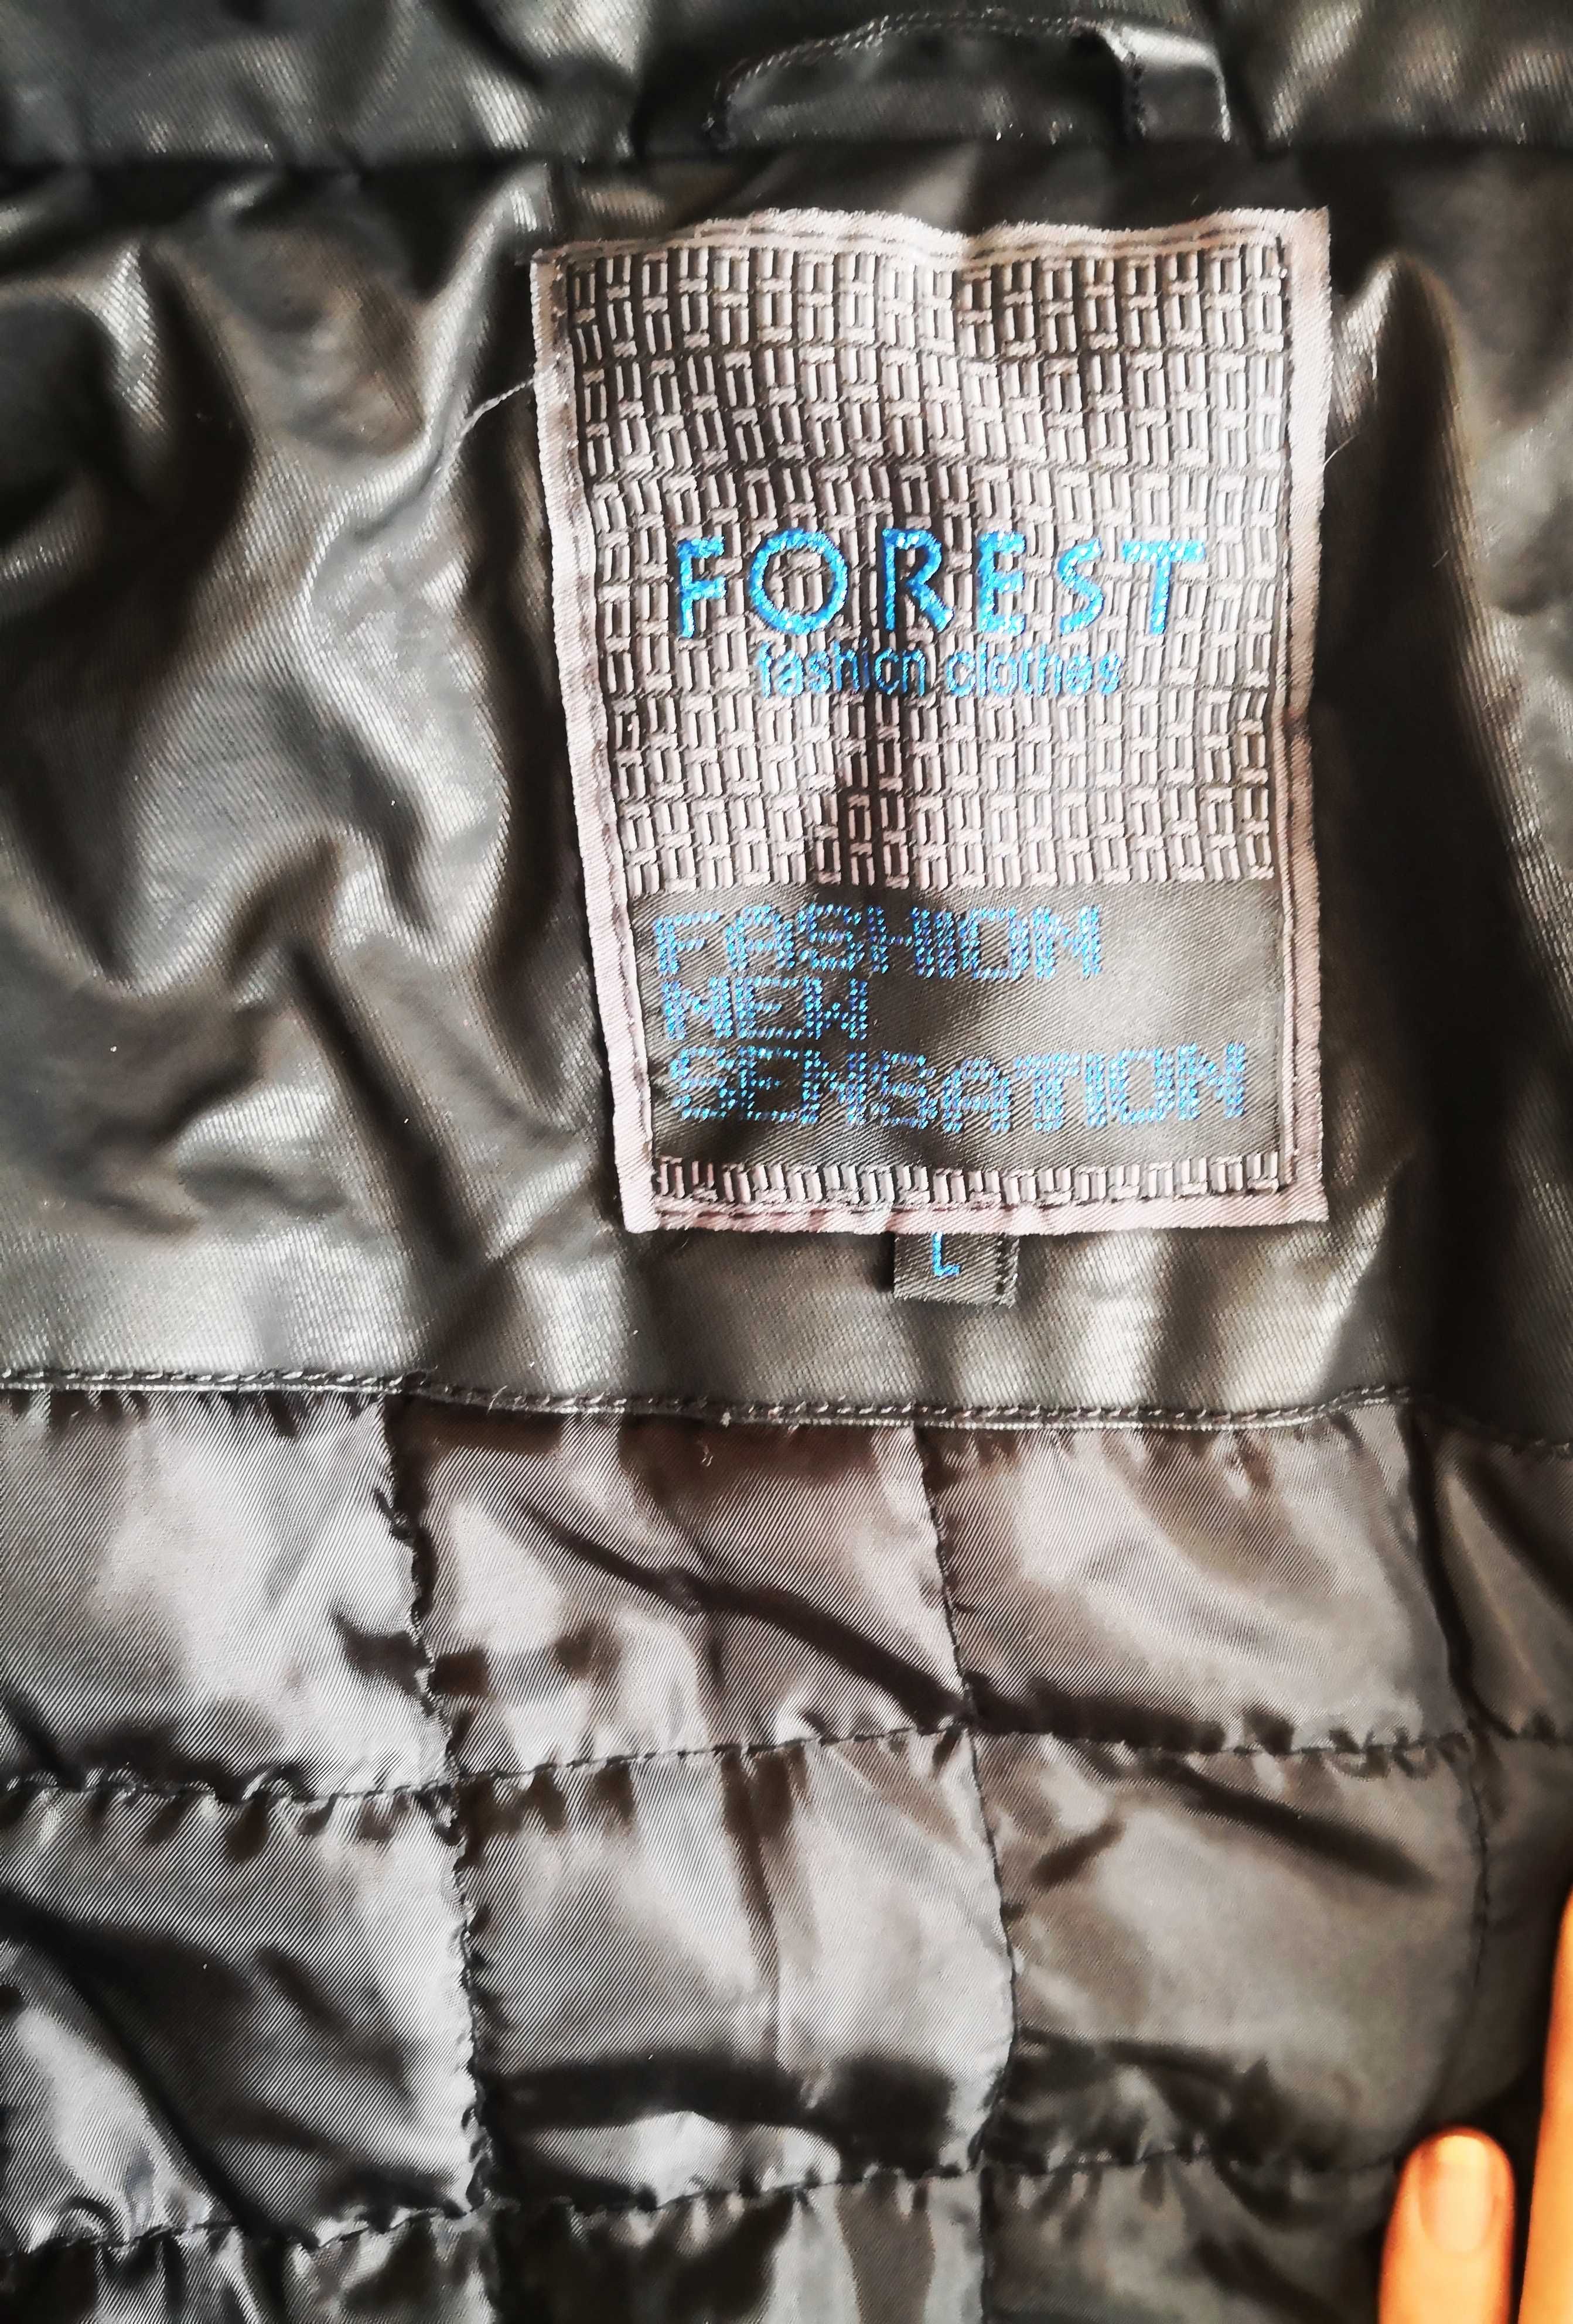 FOREST
fashion clothes
FASHION
NEW
SENSATION
L